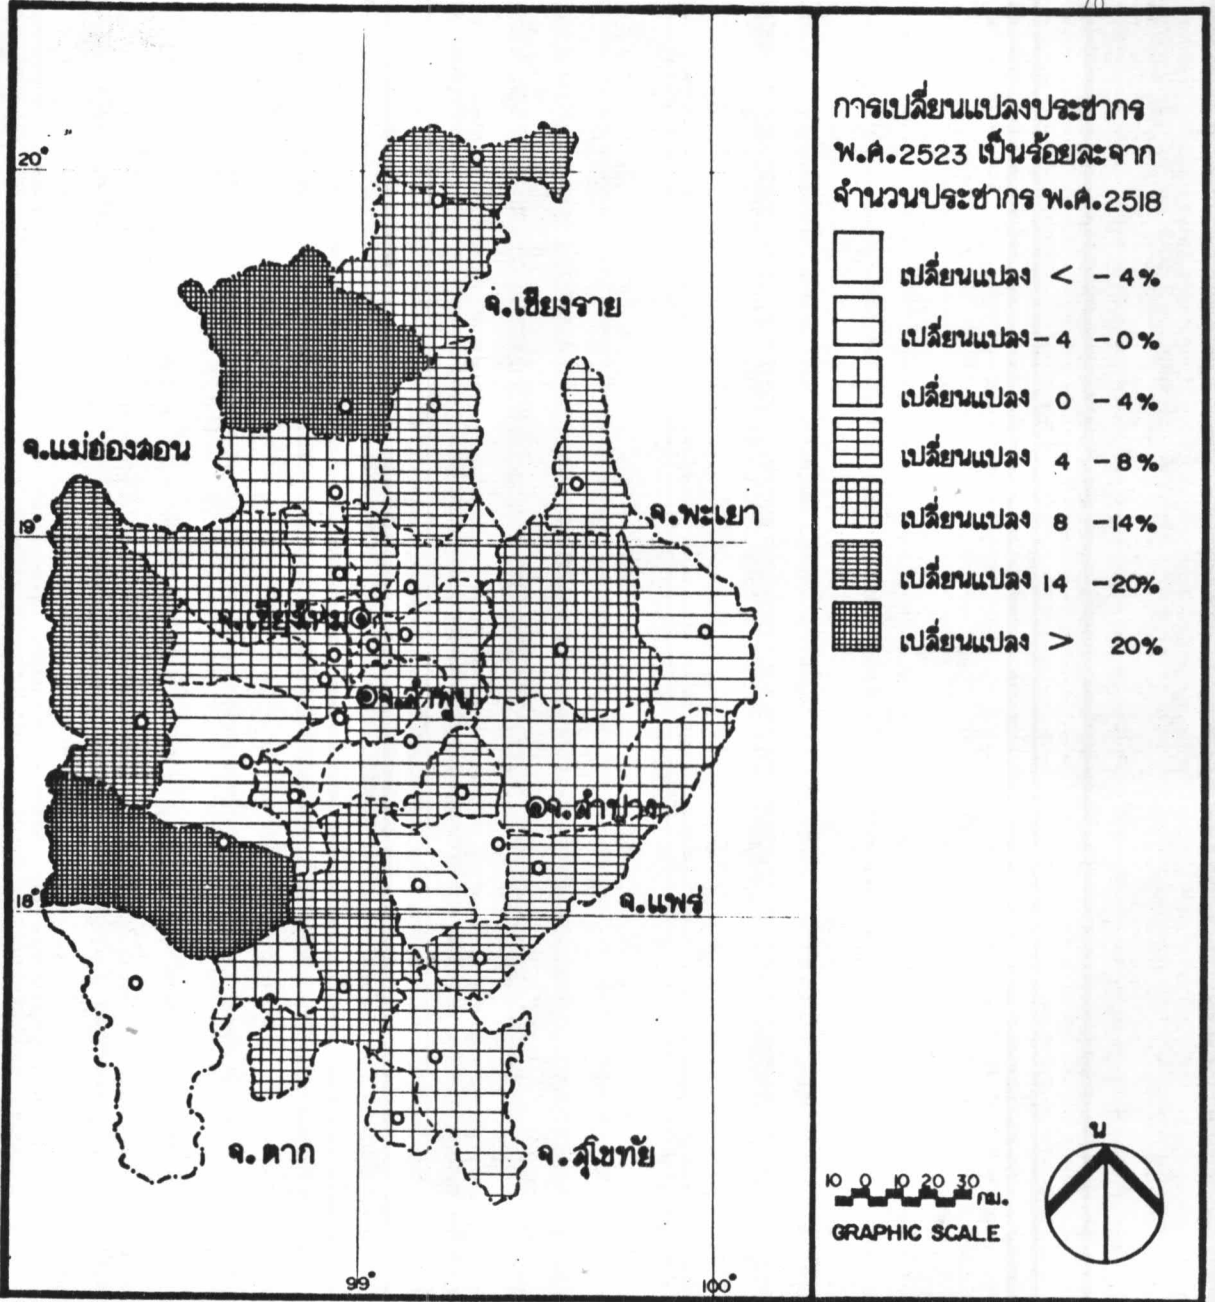 การเปลี่ยนแปลงประชากร
พ.ศ.2523 เป็นร้อยละจาก
จำนวนประชากร พ.ศ.2518
เปลี่ยนแปลง < -4%
เปลี่ยนแปลง -4 -0%
เปลี่ยนแปลง 0 -4%
เปลี่ยนแปลง 4 -8%
เปลี่ยนแปลง 8 -14%
เปลี่ยนแปลง 14 -20%
เปลี่ยนแปลง > 20%
20°
จ.เชียงราย
จ.แม่ฮ่องสอน
จ.พะเยา
19°
จ.เชียงใหม่
จ.ลำพูน
จ.ลำปาง
จ.แพร่
18°
จ.ตาก
จ.สุโขทัย
99°
100°
น
10 0 10 20 30 กม.
GRAPHIC SCALE